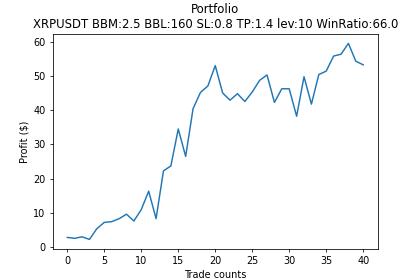 Portfolio
XRPUSDT BBM:2.5 BBL:160 SL:0.8 TP:1.4 lev:10 WinRatio:66.0
60
50
40
30
20
10
0
Profit ($)
0 5 10 15 20 25 30 35 40
Trade counts